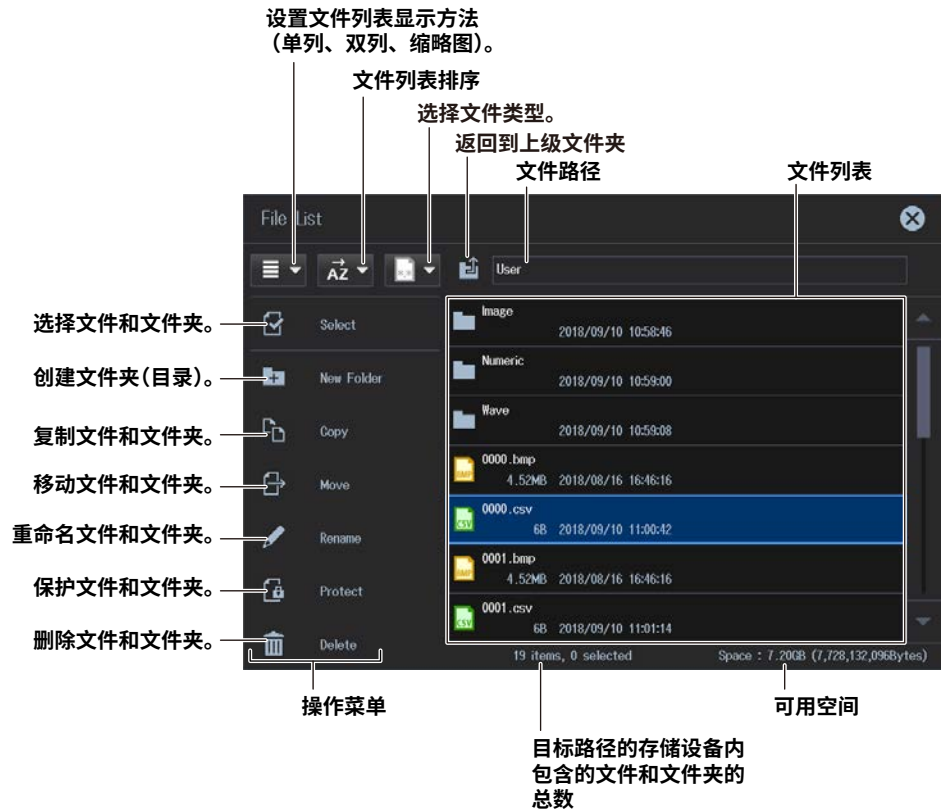 设置文件列表显示方法
（单列、双列、缩略图）。
文件列表排序
选择文件类型。
返回到上级文件夹
文件路径
文件列表
File List
AZ
User
选择文件和文件夹。
Select
创建文件夹（目录）。
New Folder
复制文件和文件夹。
Copy
移动文件和文件夹。
Move
重命名文件和文件夹。
Rename
保护文件和文件夹。
Protect
删除文件和文件夹。
Delete
Image
2018/09/10 10:58:46
Numeric
2018/09/10 10:59:00
Wave
2018/09/10 10:59:08
0000.bmp
BMP
4.52MB 2018/08/16 16:46:16
0000.csv
CSV
6B 2018/09/10 11:00:42
0001.bmp
BMP
4.52MB 2018/08/16 16:46:16
0001.csv
CSV
6B 2018/09/10 11:01:14
19 items, 0 selected
Space : 7.20GB (7,728,132,096Bytes)
操作菜单
可用空间
目标路径的存储设备内
包含的文件和文件夹的
总数